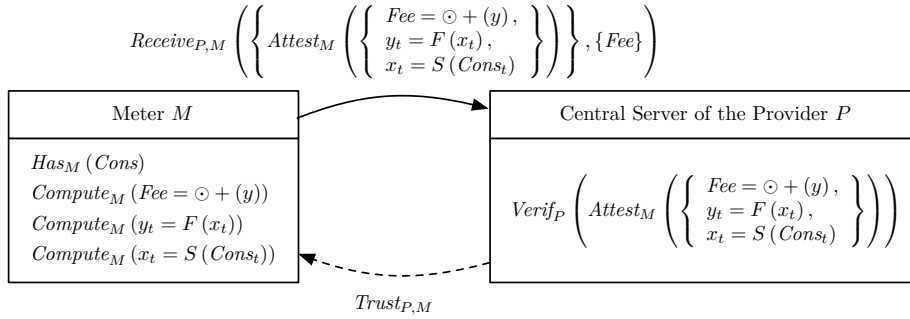 Fee = ⊙ + (y) ,
Receive_{P,M} ( { Attest_M ( { y_t = F (x_t) , } ) } , {Fee} )
x_t = S (Cons_t)
Meter M
Has_M (Cons)
Compute_M (Fee = ⊙ + (y))
Compute_M (y_t = F (x_t))
Compute_M (x_t = S (Cons_t))
Central Server of the Provider P
Fee = ⊙ + (y) ,
Verif_P ( Attest_M ( { y_t = F (x_t) , } ) )
x_t = S (Cons_t)
Trust_{P,M}